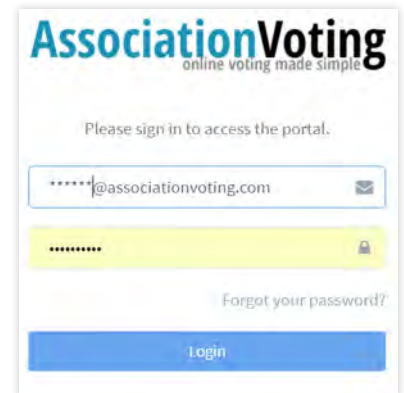 AssociationVoting
online voting made simple
Please sign in to access the portal.
******@associationvoting.com
••••••••••
Forgot your password?
Login